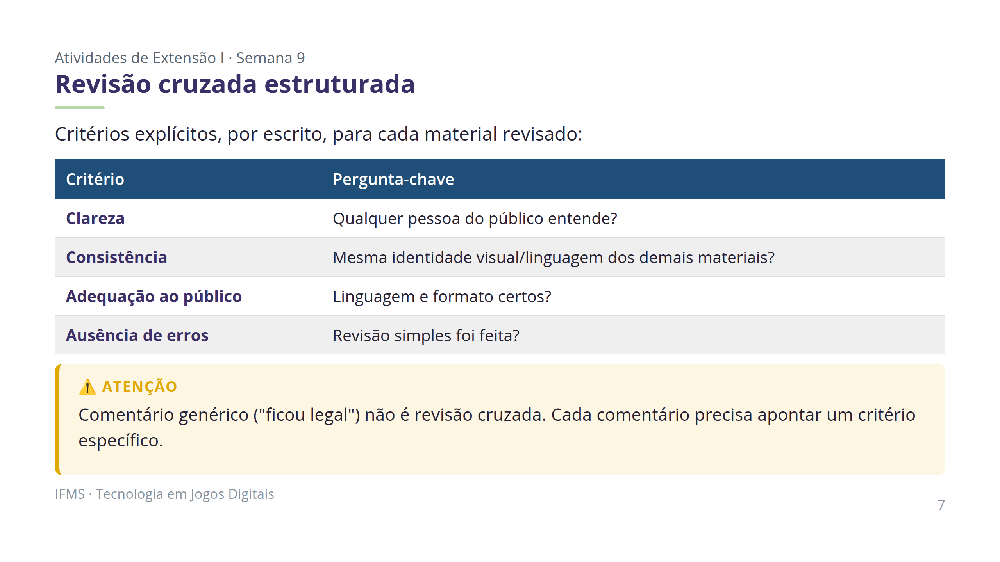 Atividades de Extensão I · Semana 9
Revisão cruzada estruturada
Critérios explícitos, por escrito, para cada material revisado:
Critério Pergunta-chave
Clareza Qualquer pessoa do público entende?
Consistência Mesma identidade visual/linguagem dos demais materiais?
Adequação ao público Linguagem e formato certos?
Ausência de erros Revisão simples foi feita?
⚠️ ATENÇÃO
Comentário genérico ("ficou legal") não é revisão cruzada. Cada comentário precisa apontar um critério
específico.
IFMS · Tecnologia em Jogos Digitais
7